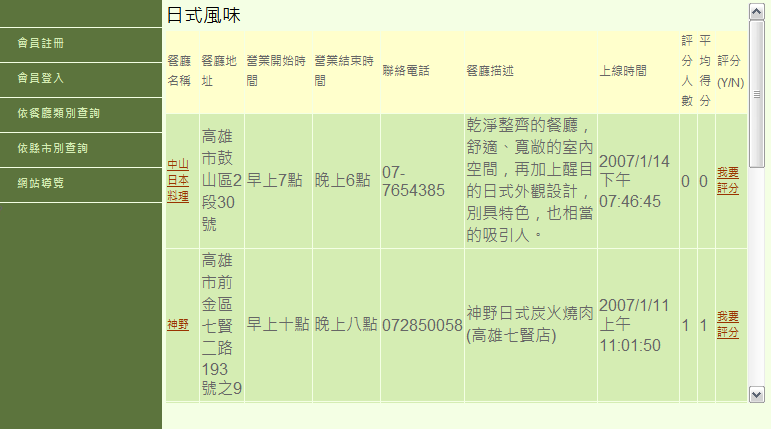 日式風味
會員註冊
會員登入
依餐廳類別查詢
依縣市別查詢
網站導覽
餐廳
名稱
餐廳地
址
營業開始時
間
營業結束時
間
聯絡電話
餐廳描述
上線時間
評
分
人
數
平
均
得
分
評分
(Y/N)
中山
日本
料理
高雄
市鼓
山區2
段30
號
早上7點
晚上6點
07-
7654385
乾淨整齊的餐廳，
舒適、寬敞的室內
空間，再加上醒目
的日式外觀設計，
別具特色，也相當
的吸引人。
2007/1/14
下午
07:46:45
0
0
我要
評分
神野
高雄
市前
金區
七賢
二路
193
號之9
早上十點
晚上八點
072850058
神野日式炭火燒肉
(高雄七賢店)
2007/1/11
上午
11:01:50
1
1
我要
評分